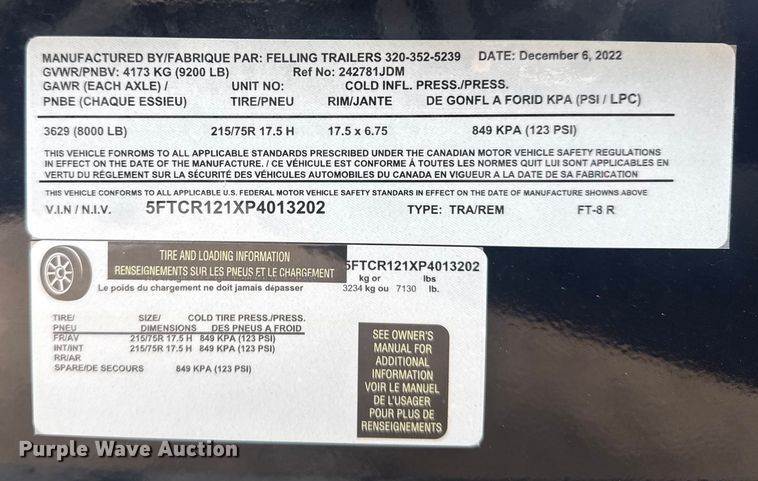 MANUFACTURED BY/FABRIQUE PAR: FELLING TRAILERS 320-352-5239 DATE: December 6, 2022
GVWR/PNBV: 4173 KG (9200 LB) Ref No: 242781JDM
GAWR (EACH AXLE) / UNIT NO: COLD INFL. PRESS./PRESS.
PNBE (CHAQUE ESSIEU) TIRE/PNEU RIM/JANTE DE GONFL A FORID KPA (PSI / LPC)
3629 (8000 LB) 215/75R 17.5 H 17.5 x 6.75 849 KPA (123 PSI)
THIS VEHICLE FONROMS TO ALL APPLICABLE STANDARDS PRESCRIBED UNDER THE CANADIAN MOTOR VEHICLE SAFETY REGULATIONS
IN EFFECT ON THE DATE OF THE MANUFACTURE. / CE VÉHICULE EST CONFORME À TOUTES LES NORMES QUIT LUI SONT APPLICABLES EN
VERTU DU RÉGLEMENT SUR LA SÉCURITÉ DES VÉHICULES AUTOMOBILES DU CANADA EN VIGUEUR A LA DATE DE SA FABRICATION
THIS VEHICLE CONFORMS TO ALL APPLICABLE U.S. FEDERAL MOTOR VEHICLE SAFETY STANDARS IN EFFECT ON THE DATE OF MANUFACTURE SHOWNS ABOVE
V.I.N / N.I.V. 5FTCR121XP4013202 TYPE: TRA/REM FT-8 R
TIRE AND LOADING INFORMATION
RENSEIGNEMENTS SUR LES PNEUS ET LE CHARGEMENT
5FTCR121XP4013202
kg or lbs
Le poids du chargement ne doit jamais dépasser 3234 kg ou 7130 lb.
TIRE/ SIZE/ COLD TIRE PRESS./PRESS.
PNEU DIMENSIONS DES PNEUS A FROID
FR/AV 215/75R 17.5 H 849 KPA (123 PSI)
INT/INT 215/75R 17.5 H 849 KPA (123 PSI)
RR/AR
SPARE/DE SECOURS 849 KPA (123 PSI)
SEE OWNER'S
MANUAL FOR
ADDITIONAL
INFORMATION
VOIR LE MANUEL
DE L'USAGER
POUR PLUS DE
RENSEIGNEMENTS
Purple Wave Auction